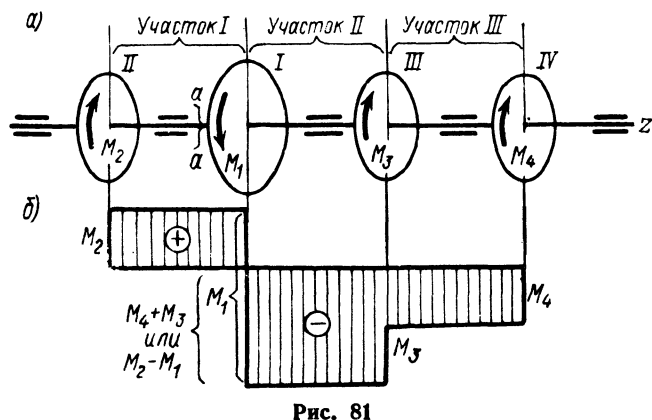 а) Участок I Участок II Участок III
II I III IV
a
a
M₂ M₁ M₃ M₄ z
б)
M₂ + M₁
M₄+M₃
или
M₂−M₁
− M₃ M₄
Рис. 81